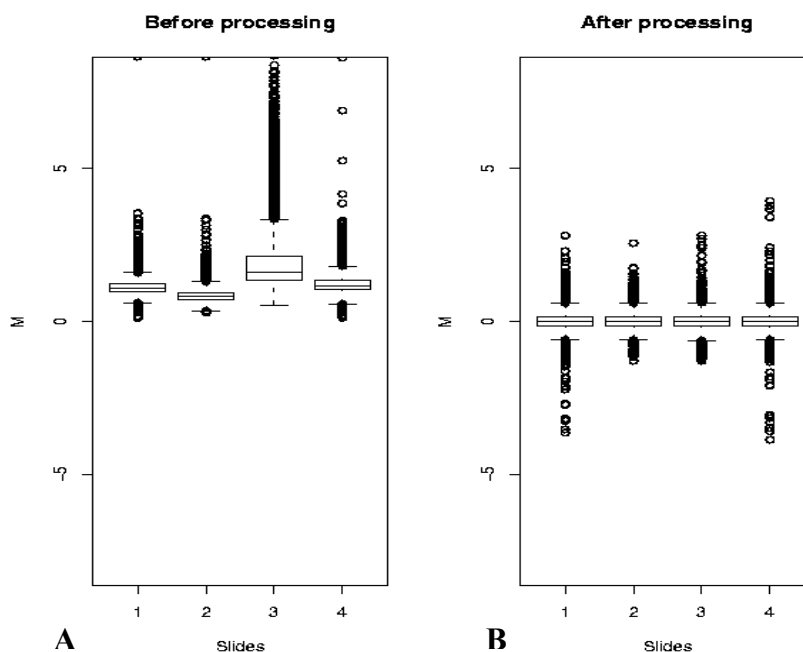 Before processing
M
5
0
-5
1 2 3 4
Slides
A
After processing
M
5
0
-5
1 2 3 4
Slides
B